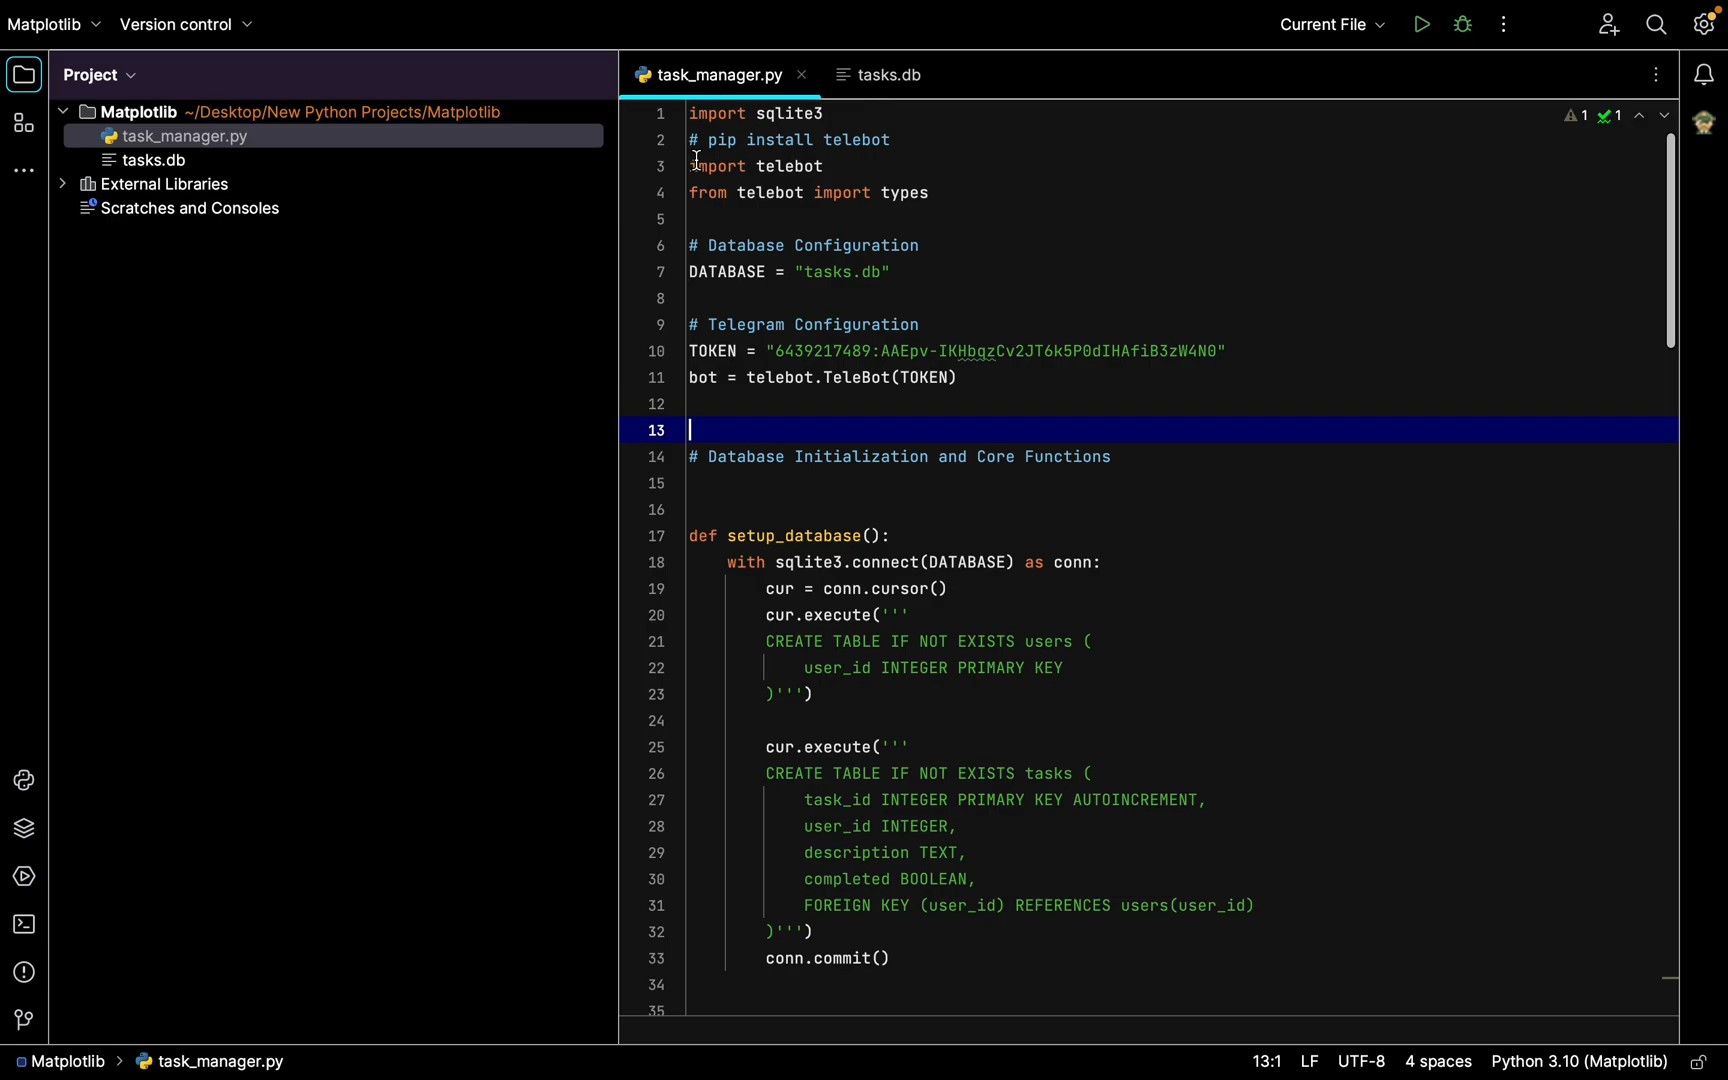 Matplotlib Version control Current File
Project
Matplotlib ~/Desktop/New Python Projects/Matplotlib
task_manager.py
tasks.db
External Libraries
Scratches and Consoles
task_manager.py tasks.db
1 import sqlite3
2 # pip install telebot
3 import telebot
4 from telebot import types
5
6 # Database Configuration
7 DATABASE = "tasks.db"
8
9 # Telegram Configuration
10 TOKEN = "6439217489:AAEpv-IKHbqzCv2JT6k5P0dIHAfiB3zW4N0"
11 bot = telebot.TeleBot(TOKEN)
12
13
14 # Database Initialization and Core Functions
15
16
17 def setup_database():
18 with sqlite3.connect(DATABASE) as conn:
19 cur = conn.cursor()
20 cur.execute('''
21 CREATE TABLE IF NOT EXISTS users (
22 user_id INTEGER PRIMARY KEY
23 )''')
24
25 cur.execute('''
26 CREATE TABLE IF NOT EXISTS tasks (
27 task_id INTEGER PRIMARY KEY AUTOINCREMENT,
28 user_id INTEGER,
29 description TEXT,
30 completed BOOLEAN,
31 FOREIGN KEY (user_id) REFERENCES users(user_id)
32 )''')
33 conn.commit()
34
35
1 1
Matplotlib > task_manager.py 13:1 LF UTF-8 4 spaces Python 3.10 (Matplotlib)